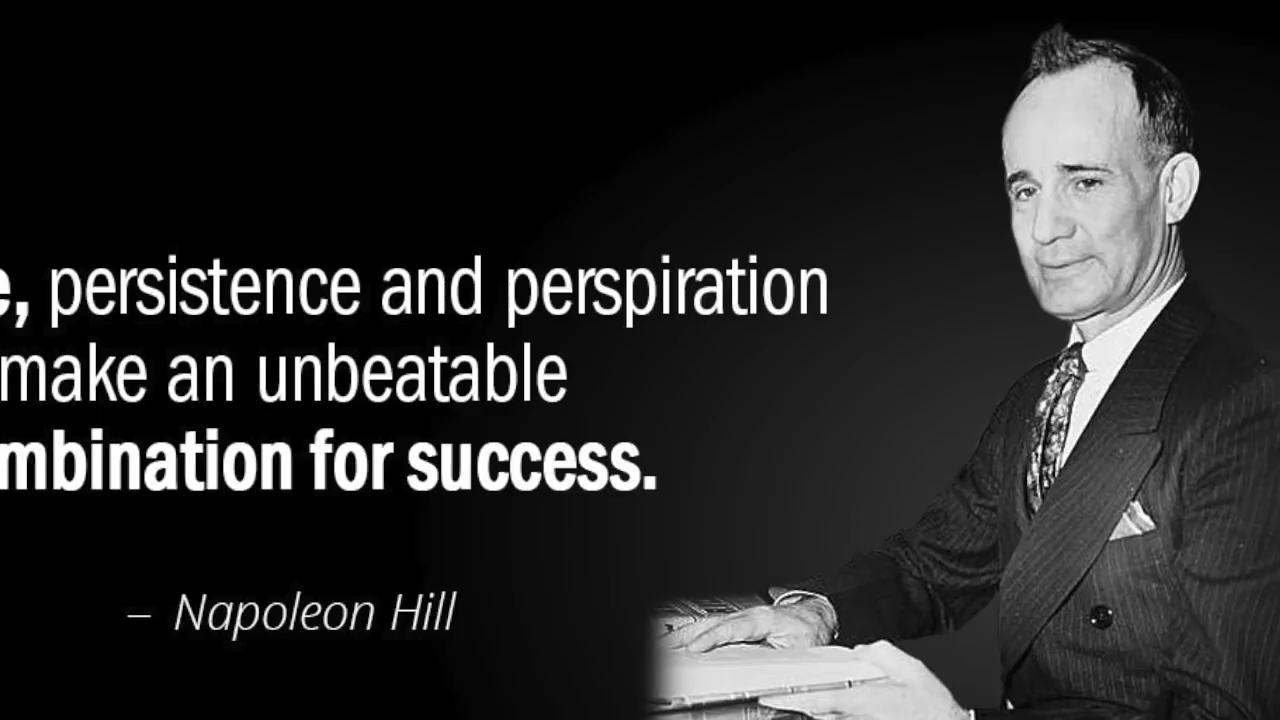 e, persistence and perspiration
make an unbeatable
mbination for success.
– Napoleon Hill